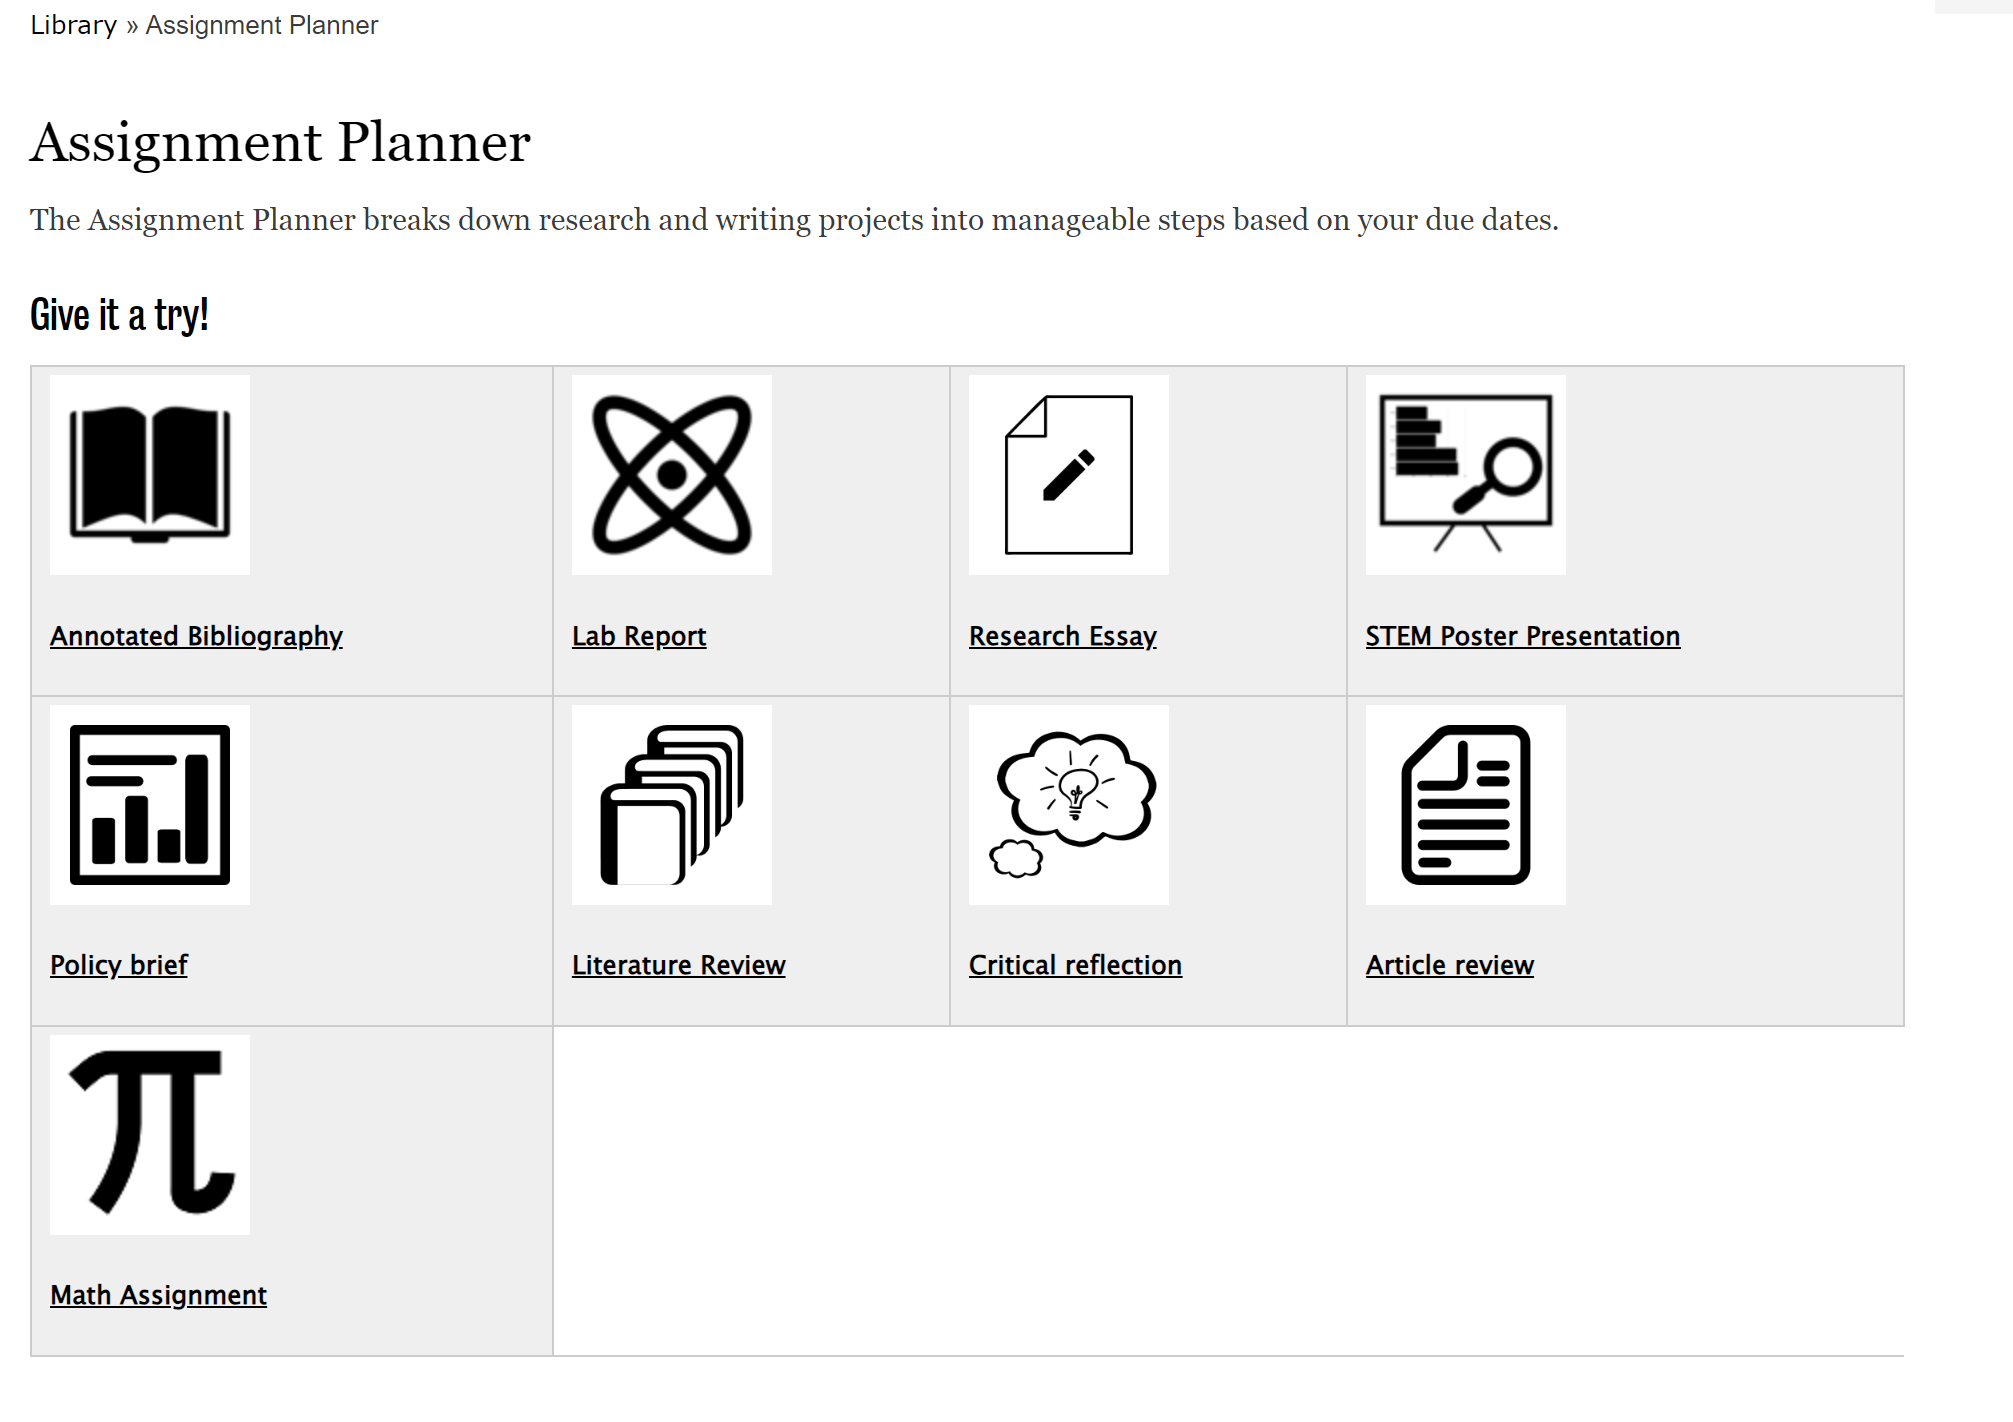 Library » Assignment Planner
Assignment Planner
The Assignment Planner breaks down research and writing projects into manageable steps based on your due dates.
Give it a try!
Annotated Bibliography
Lab Report
Research Essay
STEM Poster Presentation
Policy brief
Literature Review
Critical reflection
Article review
Math Assignment